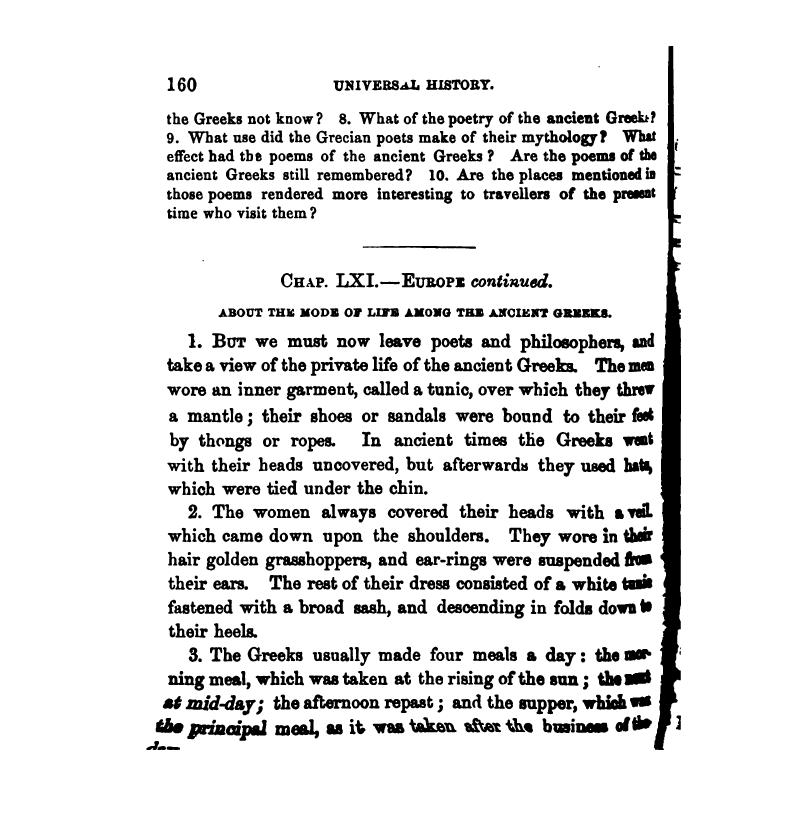 160 UNIVERSAL HISTORY.
the Greeks not know? 8. What of the poetry of the ancient Greeks?
9. What use did the Grecian poets make of their mythology? What
effect had the poems of the ancient Greeks? Are the poems of the
ancient Greeks still remembered? 10. Are the places mentioned in
those poems rendered more interesting to travellers of the present
time who visit them?
CHAP. LXI.—EUROPE continued.
ABOUT THE MODE OF LIFE AMONG THE ANCIENT GREEKS.
1. BUT we must now leave poets and philosophers, and
take a view of the private life of the ancient Greeks. The men
wore an inner garment, called a tunic, over which they threw
a mantle; their shoes or sandals were bound to their feet
by thongs or ropes. In ancient times the Greeks went
with their heads uncovered, but afterwards they used hats,
which were tied under the chin.
2. The women always covered their heads with a veil.
which came down upon the shoulders. They wore in their
hair golden grasshoppers, and ear-rings were suspended from
their ears. The rest of their dress consisted of a white tunic
fastened with a broad sash, and descending in folds down to
their heels.
3. The Greeks usually made four meals a day: the mor-
ning meal, which was taken at the rising of the sun; the next
at mid-day; the afternoon repast; and the supper, which was
the principal meal, as it was taken after the business of the